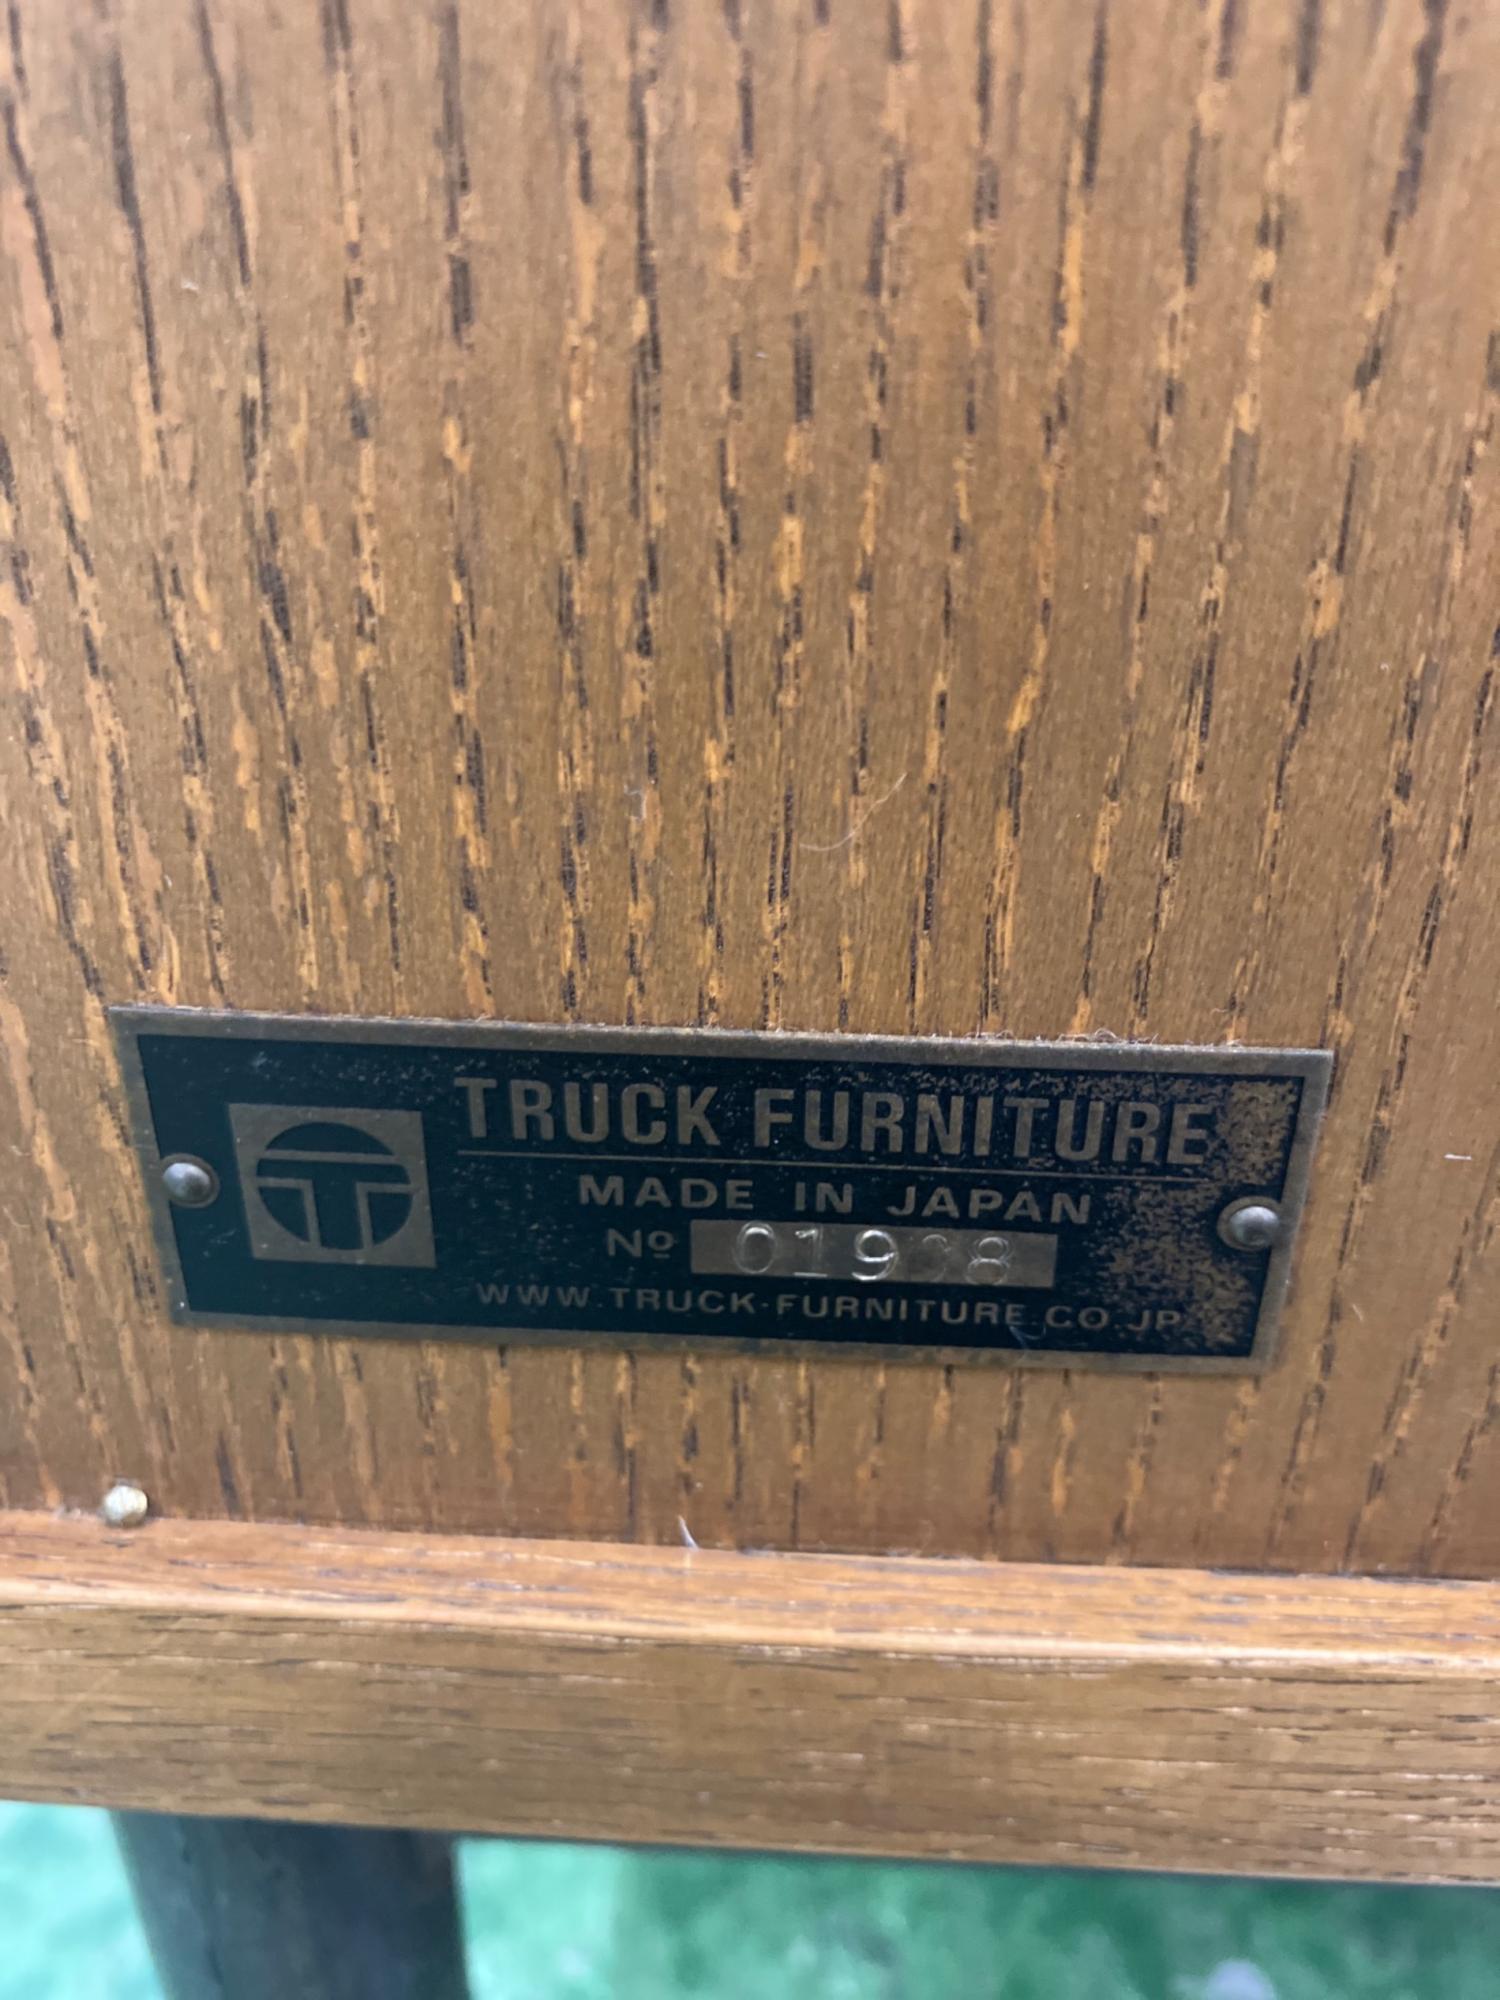 TRUCK FURNITURE
MADE IN JAPAN
Nº
WWW.TRUCK-FURNITURE.CO.JP